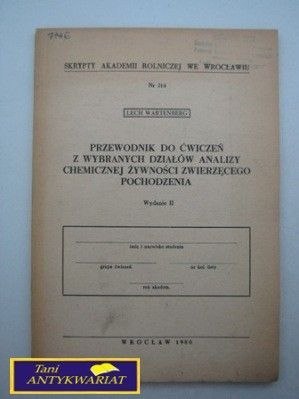 SKRYPTY AKADEMII ROLNICZEJ WE WROCŁAWIU
LECH WARTENBERG
PRZEWODNIK DO ĆWICZEŃ
Z WYBRANYCH DZIAŁÓW ANALIZY
CHEMICZNEJ ŻYWNOŚCI ZWIERZĘCEGO
POCHODZENIA
Wydanie II
imię i nazwisko studenta
grupa ćwiczeń
rok akadem.
WROCŁAW 1980
Tani
ANTYKWARIAT